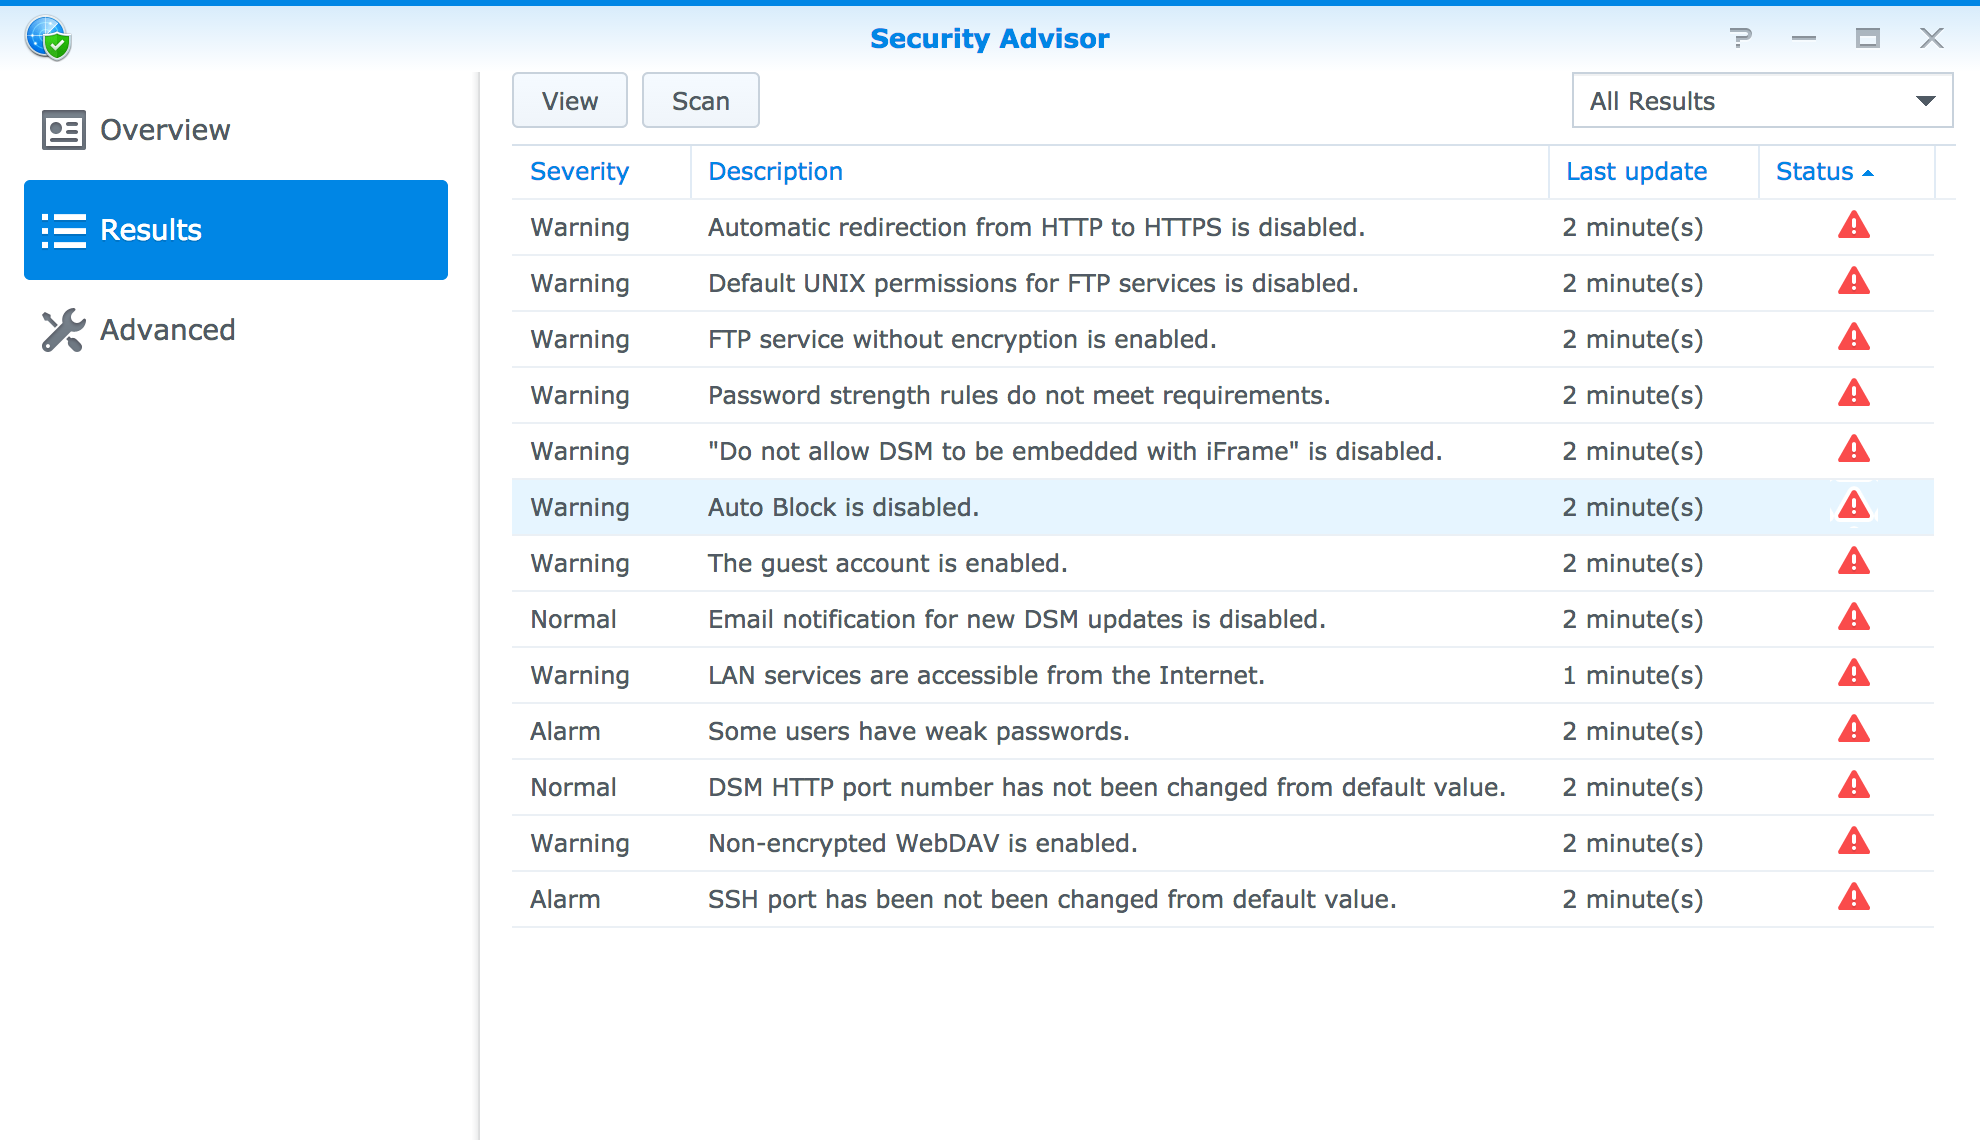 Security Advisor
Overview
Results
Advanced
View Scan All Results
Severity Description Last update Status
Warning Automatic redirection from HTTP to HTTPS is disabled. 2 minute(s)
Warning Default UNIX permissions for FTP services is disabled. 2 minute(s)
Warning FTP service without encryption is enabled. 2 minute(s)
Warning Password strength rules do not meet requirements. 2 minute(s)
Warning "Do not allow DSM to be embedded with iFrame" is disabled. 2 minute(s)
Warning Auto Block is disabled. 2 minute(s)
Warning The guest account is enabled. 2 minute(s)
Normal Email notification for new DSM updates is disabled. 2 minute(s)
Warning LAN services are accessible from the Internet. 1 minute(s)
Alarm Some users have weak passwords. 2 minute(s)
Normal DSM HTTP port number has not been changed from default value. 2 minute(s)
Warning Non-encrypted WebDAV is enabled. 2 minute(s)
Alarm SSH port has been not been changed from default value. 2 minute(s)